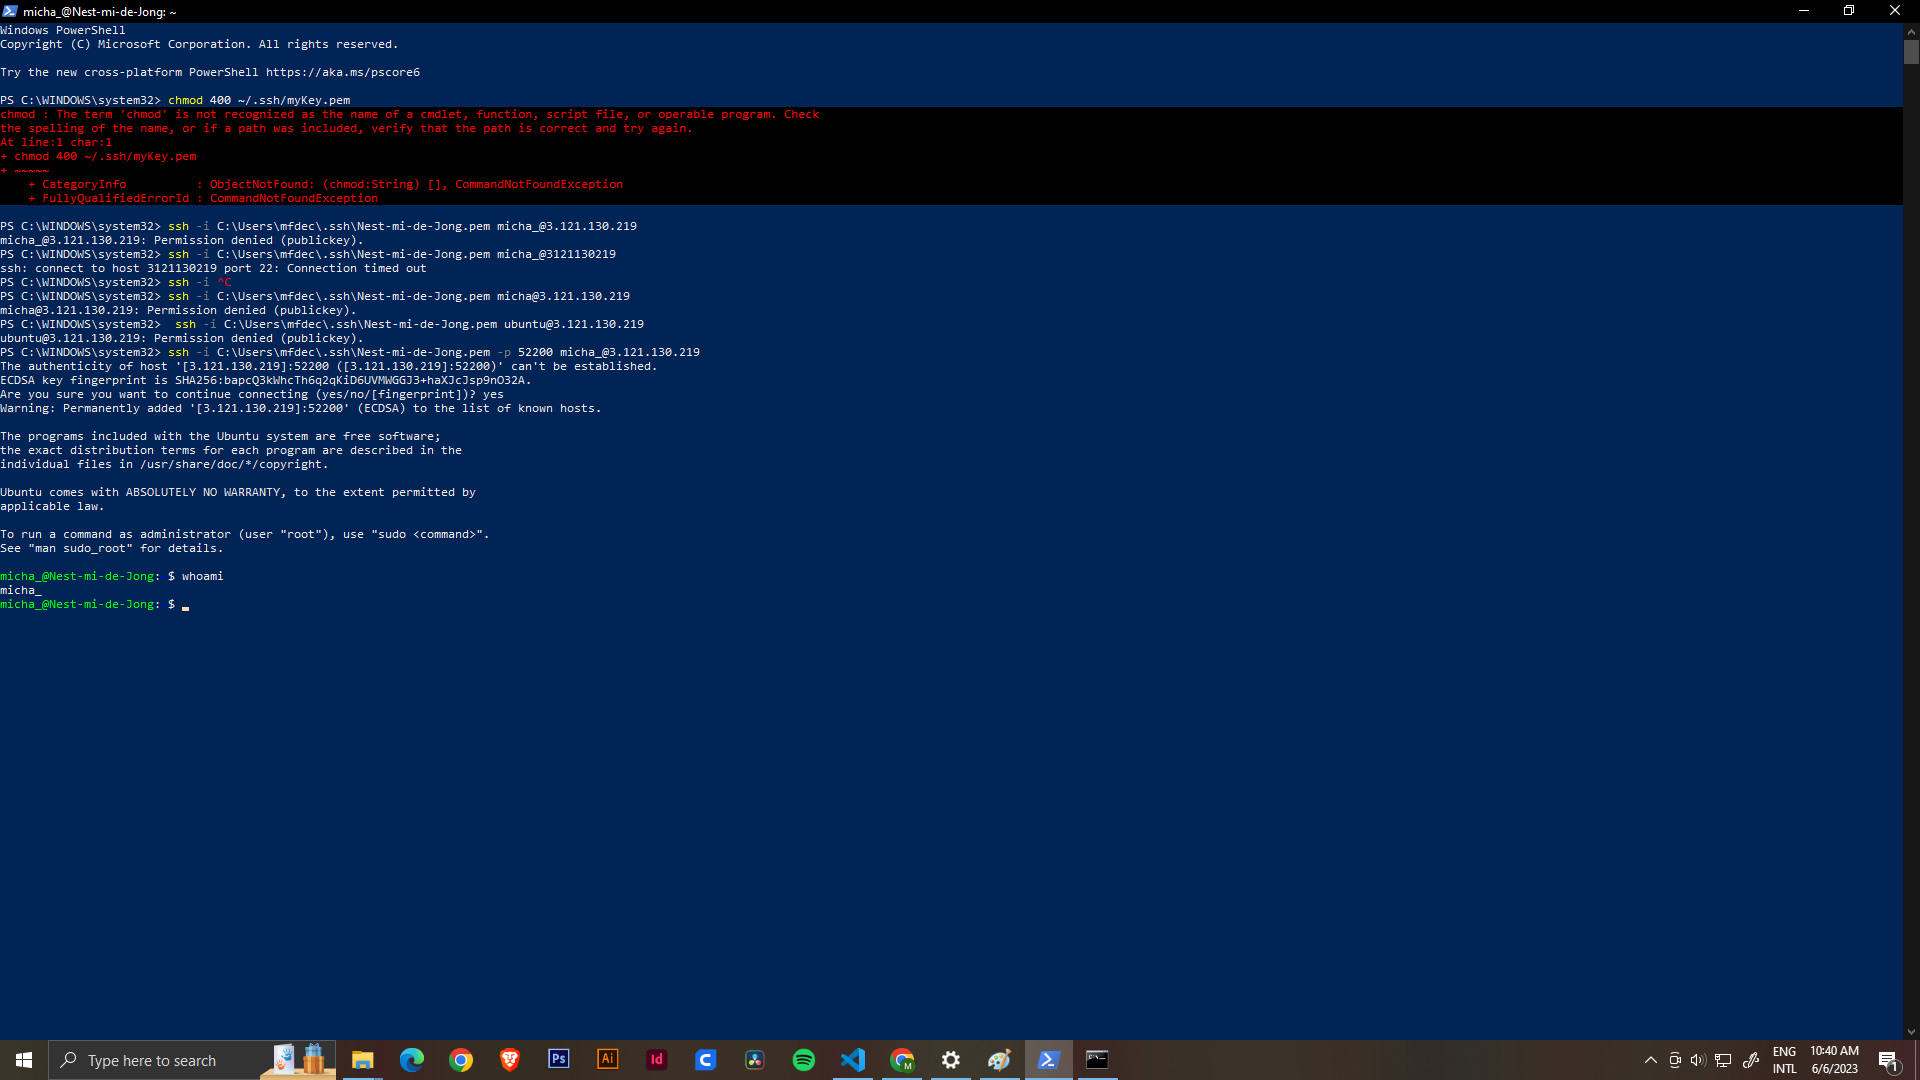 micha_@Nest-mi-de-Jong: ~
Windows PowerShell
Copyright (C) Microsoft Corporation. All rights reserved.
Try the new cross-platform PowerShell https://aka.ms/pscore6
PS C:\WINDOWS\system32> chmod 400 ~/.ssh/myKey.pem
chmod : The term 'chmod' is not recognized as the name of a cmdlet, function, script file, or operable program. Check
the spelling of the name, or if a path was included, verify that the path is correct and try again.
At line:1 char:1
+ chmod 400 ~/.ssh/myKey.pem
+ ~~~~~
    + CategoryInfo          : ObjectNotFound: (chmod:String) [], CommandNotFoundException
    + FullyQualifiedErrorId : CommandNotFoundException
PS C:\WINDOWS\system32> ssh -i C:\Users\mfdec\.ssh\Nest-mi-de-Jong.pem micha_@3.121.130.219
micha_@3.121.130.219: Permission denied (publickey).
PS C:\WINDOWS\system32> ssh -i C:\Users\mfdec\.ssh\Nest-mi-de-Jong.pem micha_@3121130219
ssh: connect to host 3121130219 port 22: Connection timed out
PS C:\WINDOWS\system32> ssh -i ^C
PS C:\WINDOWS\system32> ssh -i C:\Users\mfdec\.ssh\Nest-mi-de-Jong.pem micha@3.121.130.219
micha@3.121.130.219: Permission denied (publickey).
PS C:\WINDOWS\system32>  ssh -i C:\Users\mfdec\.ssh\Nest-mi-de-Jong.pem ubuntu@3.121.130.219
ubuntu@3.121.130.219: Permission denied (publickey).
PS C:\WINDOWS\system32> ssh -i C:\Users\mfdec\.ssh\Nest-mi-de-Jong.pem -p 52200 micha_@3.121.130.219
The authenticity of host '[3.121.130.219]:52200 ([3.121.130.219]:52200)' can't be established.
ECDSA key fingerprint is SHA256:bapcQ3kWhcTh6q2qKiD6UVMWGGJ3+haXJcJsp9nO32A.
Are you sure you want to continue connecting (yes/no/[fingerprint])? yes
Warning: Permanently added '[3.121.130.219]:52200' (ECDSA) to the list of known hosts.
The programs included with the Ubuntu system are free software;
the exact distribution terms for each program are described in the
individual files in /usr/share/doc/*/copyright.
Ubuntu comes with ABSOLUTELY NO WARRANTY, to the extent permitted by
applicable law.
To run a command as administrator (user "root"), use "sudo <command>".
See "man sudo_root" for details.
micha_@Nest-mi-de-Jong: $ whoami
micha_
micha_@Nest-mi-de-Jong: $
Type here to search
Ps
Ai
Id
C
M
ENG
INTL
10:40 AM
6/6/2023
1